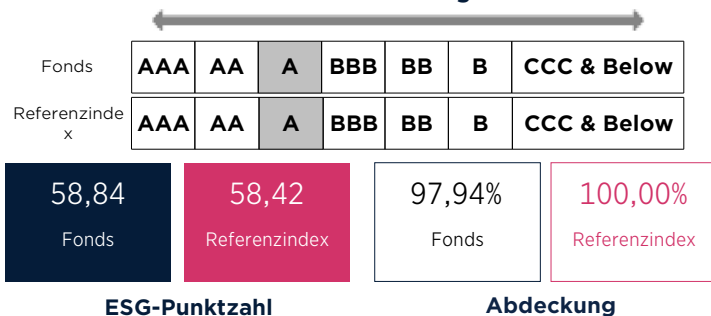 Fonds AAA AA A BBB BB B CCC & Below
Referenzinde
x AAA AA A BBB BB B CCC & Below
58,84 58,42 97,94% 100,00%
Fonds Referenzindex Fonds Referenzindex
ESG-Punktzahl Abdeckung